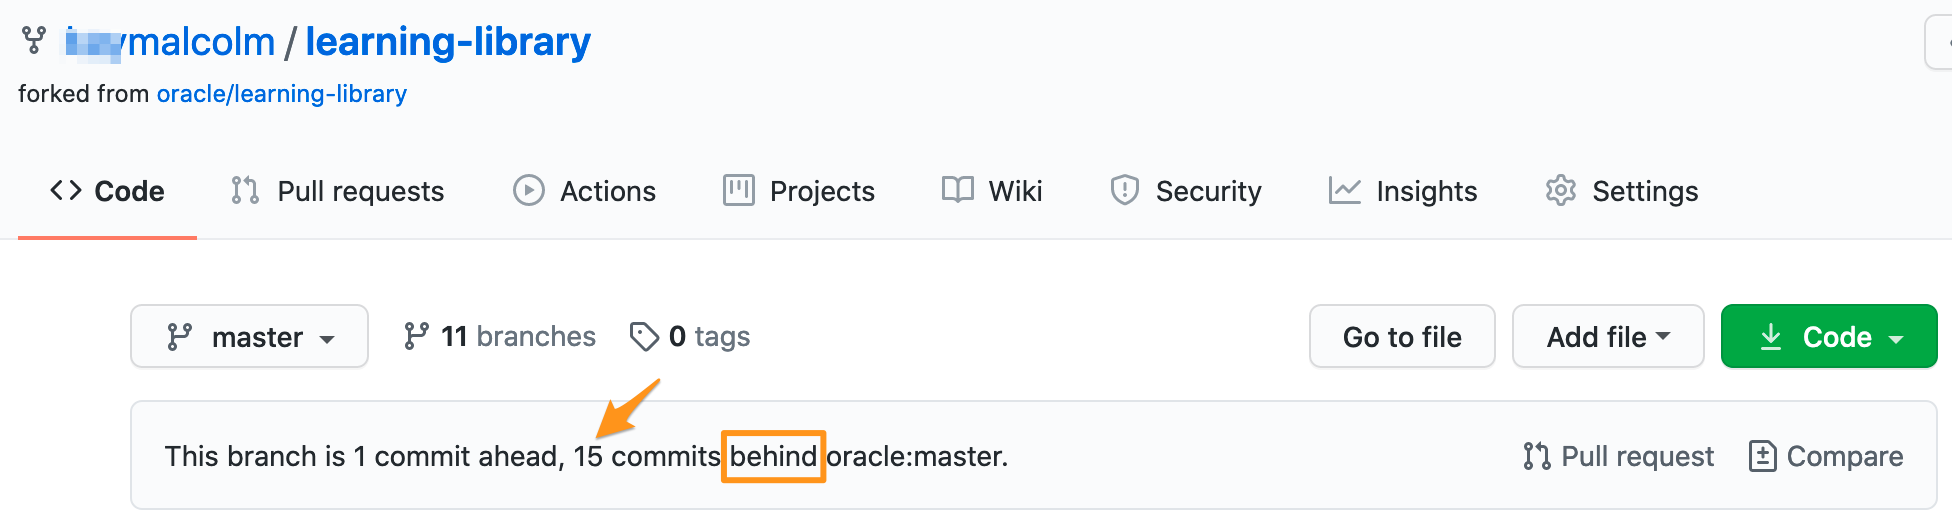 malcolm / learning-library
forked from oracle/learning-library
Code Pull requests Actions Projects Wiki Security Insights Settings
master 11 branches 0 tags Go to file Add file Code
This branch is 1 commit ahead, 15 commits behind oracle:master. Pull request Compare